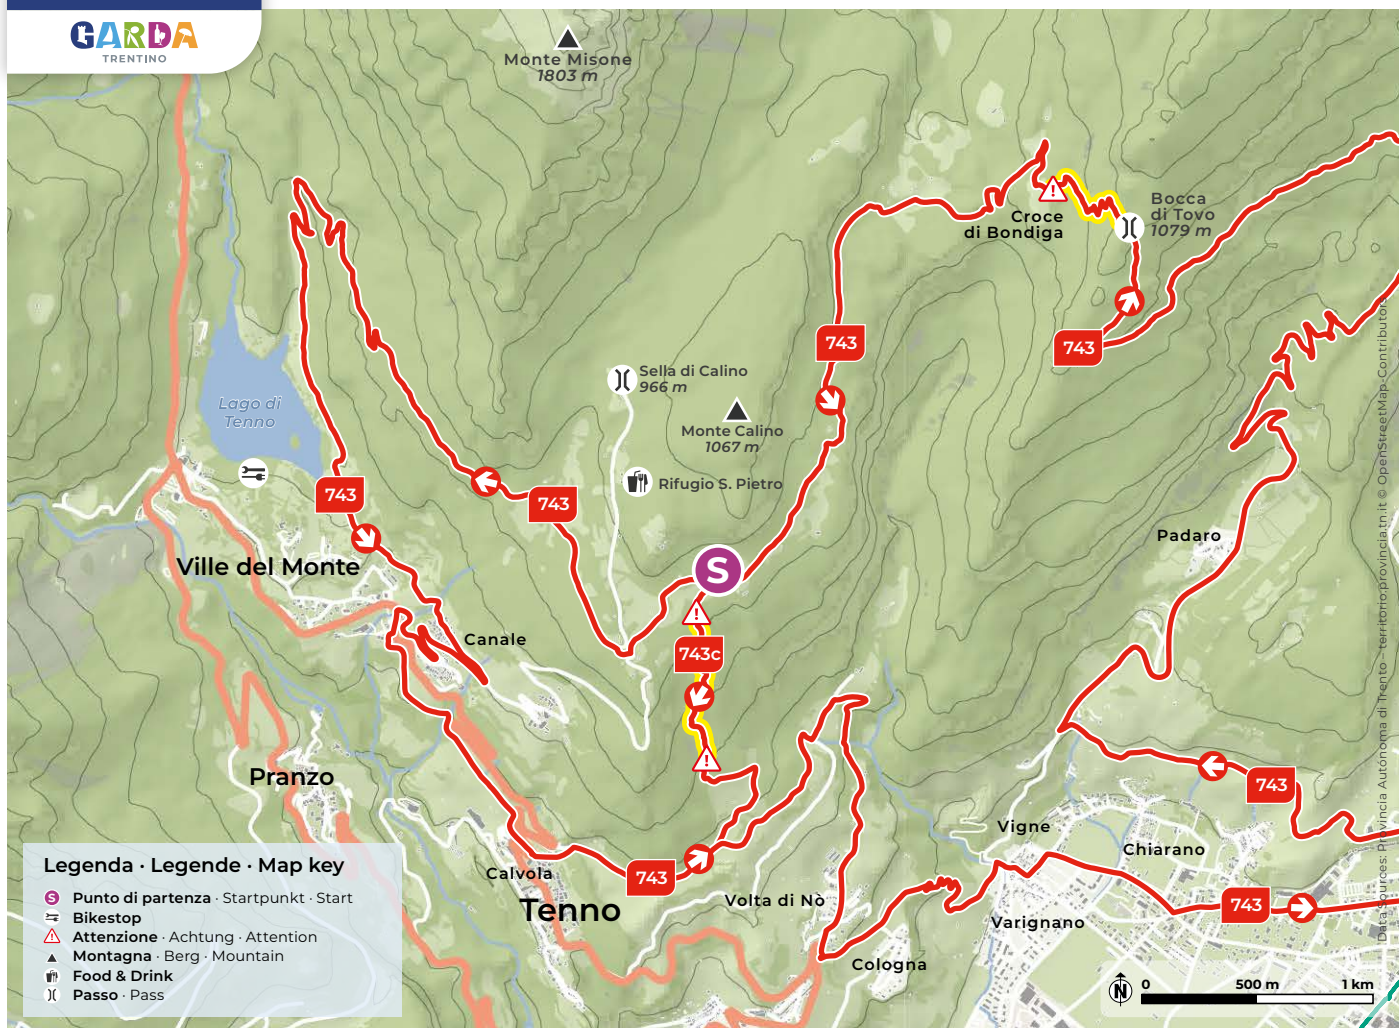 GARDA
TRENTINO
Monte Misone
1803 m
Bocca
di Tovo
1079 m
Croce
di Bondiga
743
743
Sella di Calino
966 m
Lago di
Tenno
Monte Calino
1067 m
Rifugio S. Pietro
743
743
Padaro
S
Ville del Monte
Canale
743c
Pranzo
743
Vigne
Chiarano
Calvola
743
Tenno
Volta di Nò
743
Varignano
Cologna
Legenda · Legende · Map key
S Punto di partenza · Startpunkt · Start
Bikestop
! Attenzione · Achtung · Attention
Montagna · Berg · Mountain
Food & Drink
Passo · Pass
N
0 500 m 1 km
Data Sources: Provincia Autonoma di Trento - territorio.provincia.tn.it © OpenStreetMap-Contributors